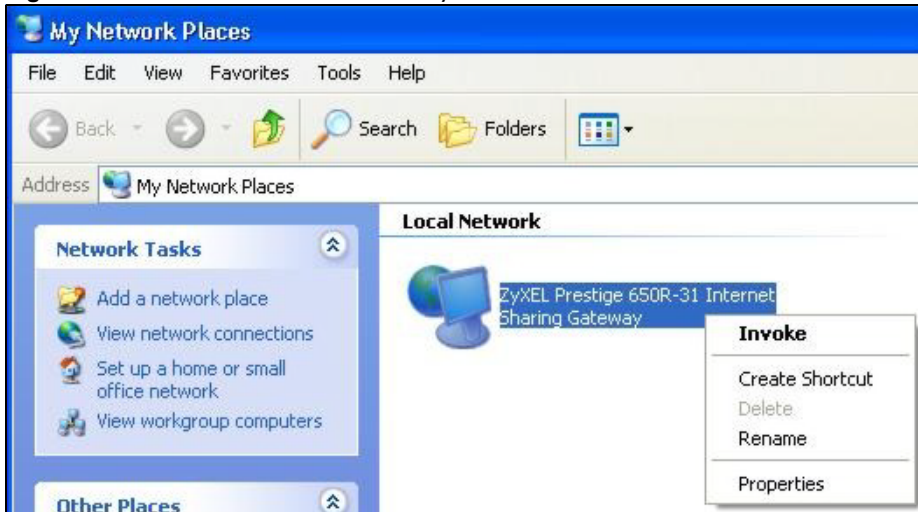 My Network Places
File Edit View Favorites Tools Help
Back Search Folders
Address My Network Places
Network Tasks
Add a network place
View network connections
Set up a home or small
office network
View workgroup computers
Other Places
Local Network
ZyXEL Prestige 650R-31 Internet
Sharing Gateway
Invoke
Create Shortcut
Delete
Rename
Properties